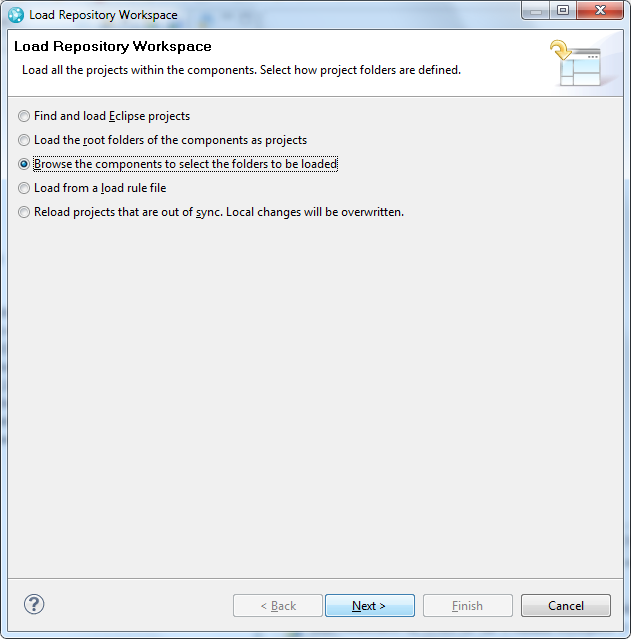 Load Repository Workspace
Load Repository Workspace
Load all the projects within the components. Select how project folders are defined.
Find and load Eclipse projects
Load the root folders of the components as projects
Browse the components to select the folders to be loaded
Load from a load rule file
Reload projects that are out of sync. Local changes will be overwritten.
? < Back Next > Finish Cancel